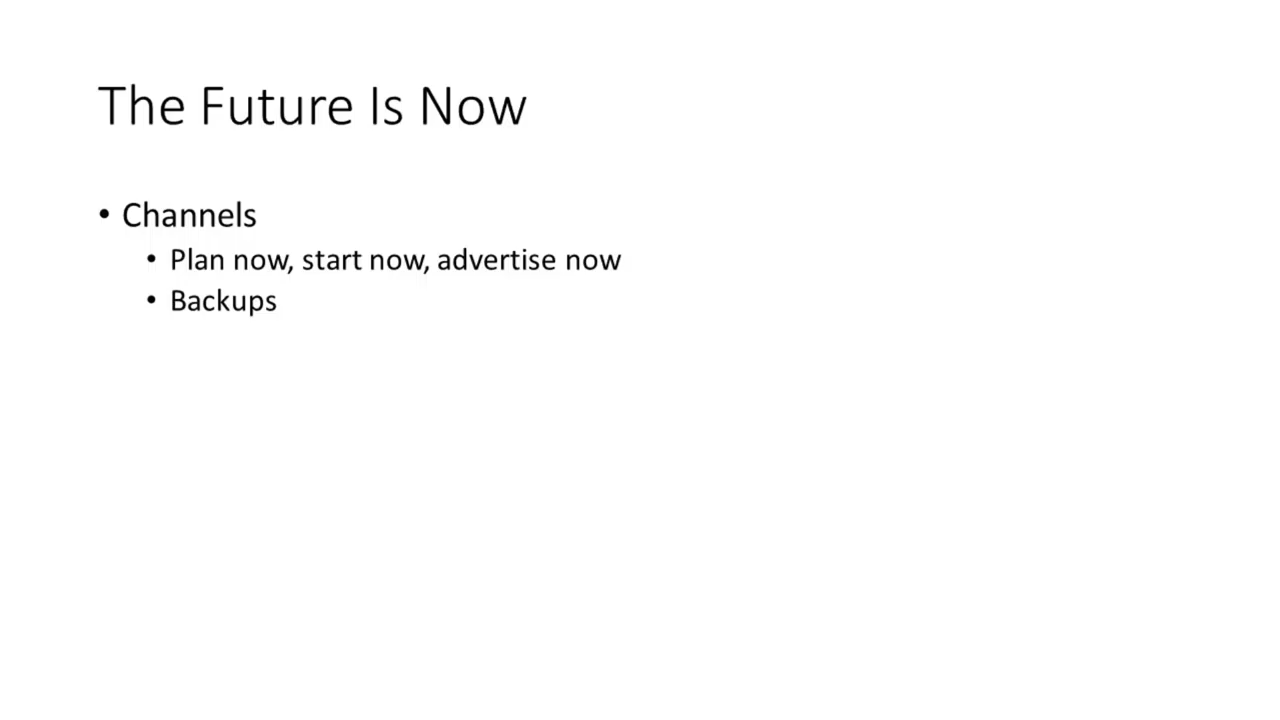 The Future Is Now
• Channels
• Plan now, start now, advertise now
• Backups